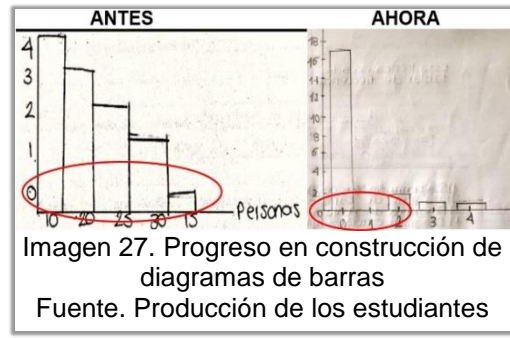 ANTES
AHORA
4
3
2
1
0
10 20 25 30 15 Personas
18
14
12
10
8
6
4
2
0 1 2 3 4
Imagen 27. Progreso en construcción de
diagramas de barras
Fuente. Producción de los estudiantes